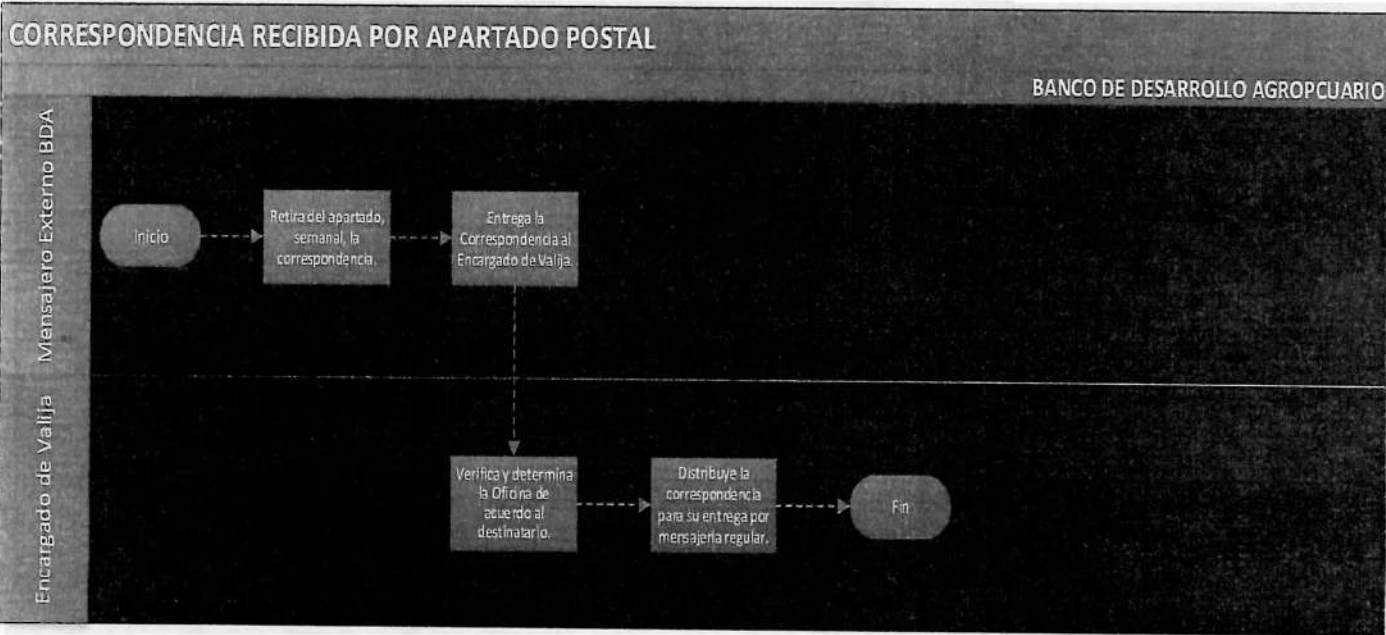 CORRESPONDENCIA RECIBIDA POR APARTADO POSTAL
BANCO DE DESARROLLO AGROPCUARIO
Mensajero Externo BDA
Inicio
Retira del apartado,
semanal, la
correspondencia.
Entrega la
Correspondencia al
Encargado de Valija.
Encargado de Valija
Verifica y determina
la Oficina de
acuerdo al
destinatario.
Distribuye la
correspondencia
para su entrega por
mensajería regular.
Fin